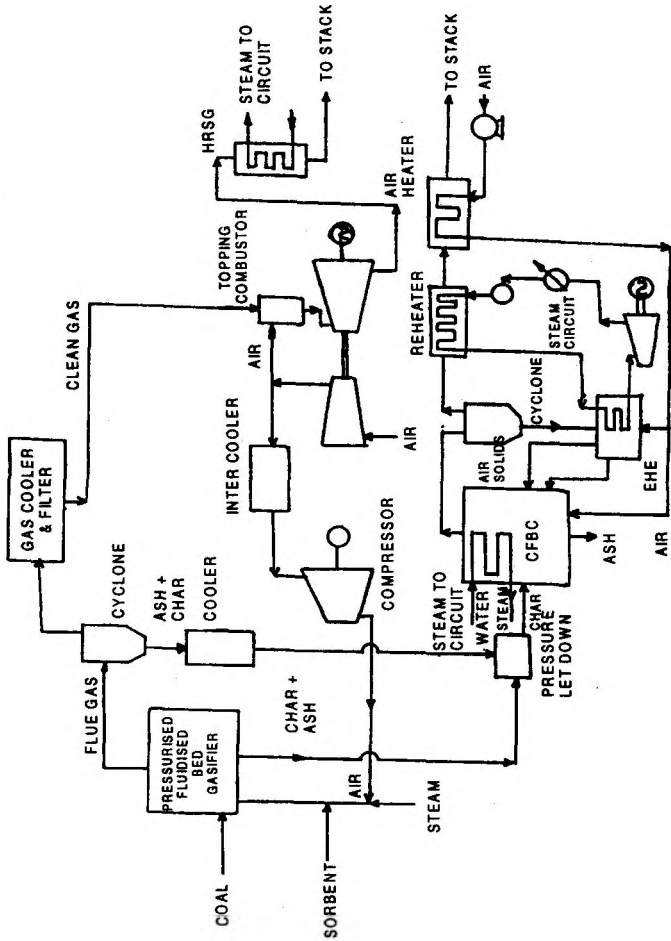 COAL
SORBENT
PRESSURISED
FLUIDISED
BED
GASIFIER
FLUE GAS
CYCLONE
GAS COOLER
& FILTER
CLEAN GAS
ASH +
CHAR
COOLER
CHAR +
ASH
AIR
STEAM
COMPRESSOR
INTER COOLER
AIR
AIR
TOPPING
COMBUSTOR
HRSG
STEAM TO
CIRCUIT
TO STACK
STEAM TO
CIRCUIT
WATER
STEAM
CHAR
PRESSURE
LET DOWN
CFBC
ASH
AIR
SOLIDS
CYCLONE
EHE
AIR
REHEATER
STEAM
CIRCUIT
AIR
HEATER
TO STACK
AIR